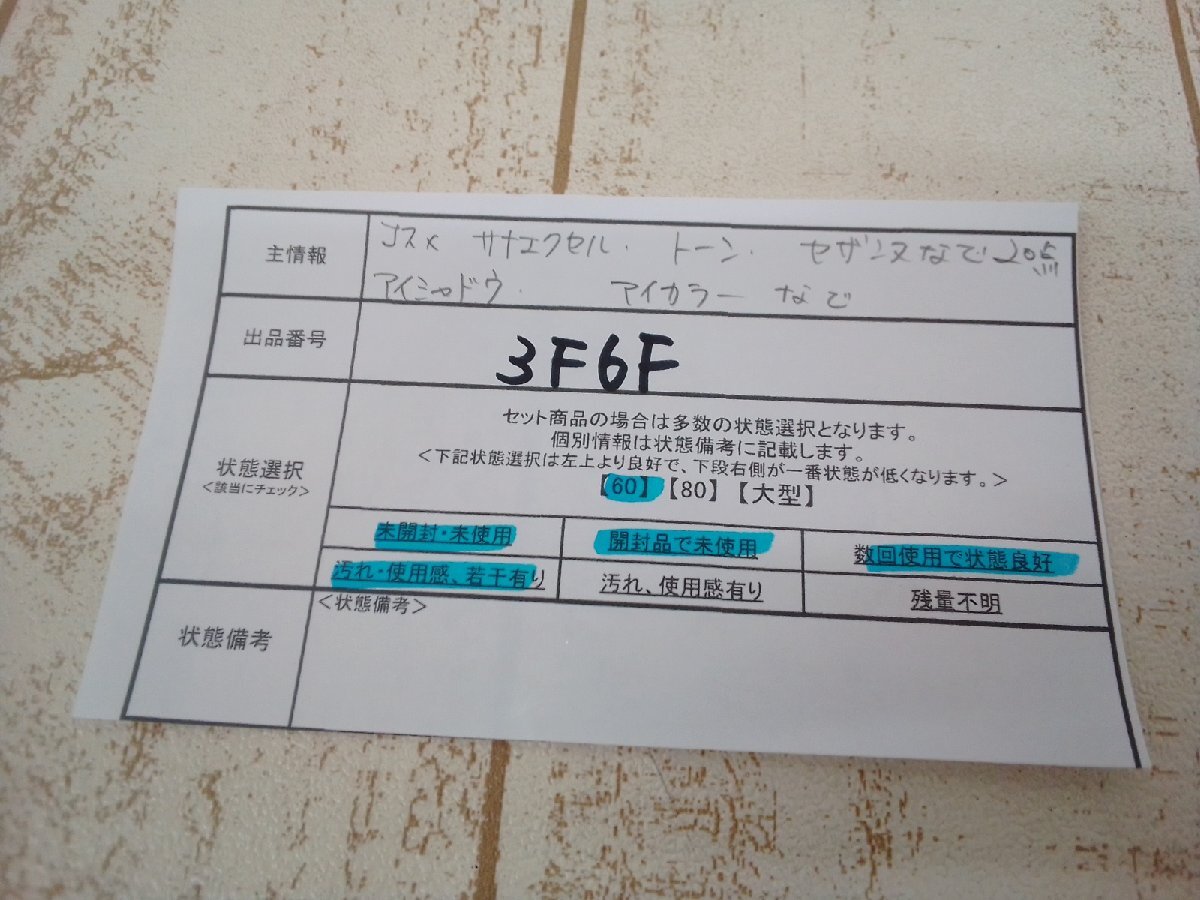 主情報
コスメ サナエクセル. トーン. セザンヌなど20点
アイシャドウ. アイカラー など
出品番号
3F6F
状態選択
<該当にチェック>
セット商品の場合は多数の状態選択となります。
個別情報は状態備考に記載します。
<下記状態選択は左上より良好で、下段右側が一番状態が低くなります。>
【60】【80】【大型】
未開封・未使用 開封品で未使用 数回使用で状態良好
汚れ・使用感、若干有り 汚れ、使用感有り 残量不明
状態備考
<状態備考>